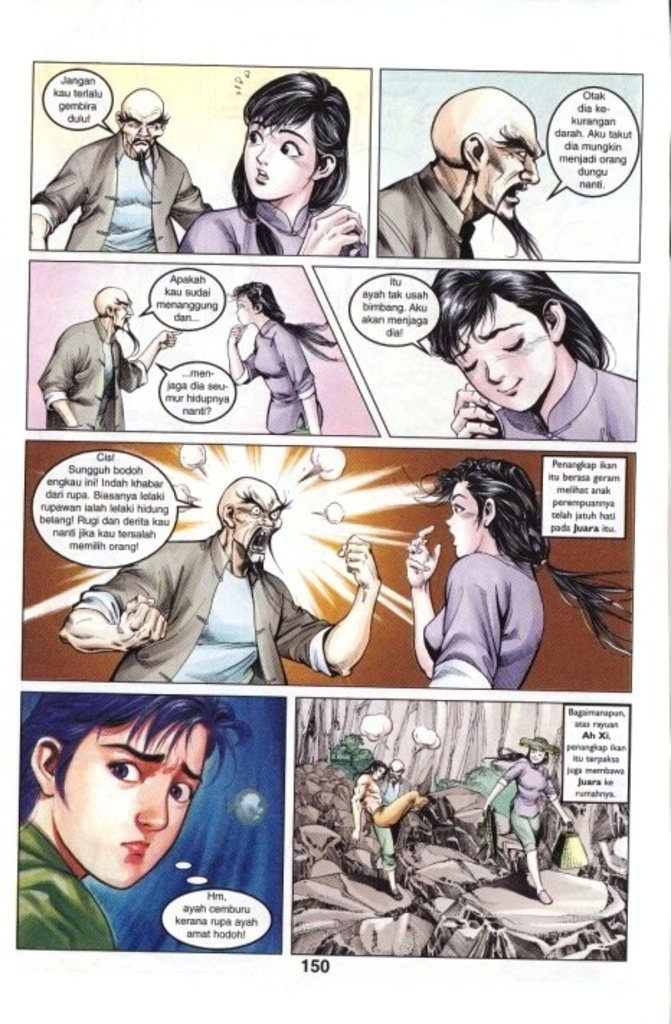 Jangan
kau terlalu
gembira
dulu!
Otak
dia ke-
kurangan
darah. Aku takut
dia mungkin
menjadi orang
dungu
nanti.
Apakah
kau sudai
menanggung
dan...
...men-
jaga dia seu-
mur hidupnya
nanti?
Itu
ayah tak usah
bimbang. Aku
akan menjaga
dia!
Cis!
Sungguh bodoh
engkau ini! Indah khabar
dari rupa. Biasanya lelaki
rupawan ialah lelaki hidung
belang! Rugi dan derita kau
nanti jika kau tersalah
memilih orang!
Penangkap ikan
itu berasa geram
melihat anak
perempuannya
telah jatuh hati
pada Juara itu.
Hm,
ayah cemburu
kerana rupa ayah
amat hodoh!
Bagaimanapun,
atas rayuan
Ah Xi,
penangkap ikan
itu terpaksa
juga membawa
Juara ke
rumahnya.
150